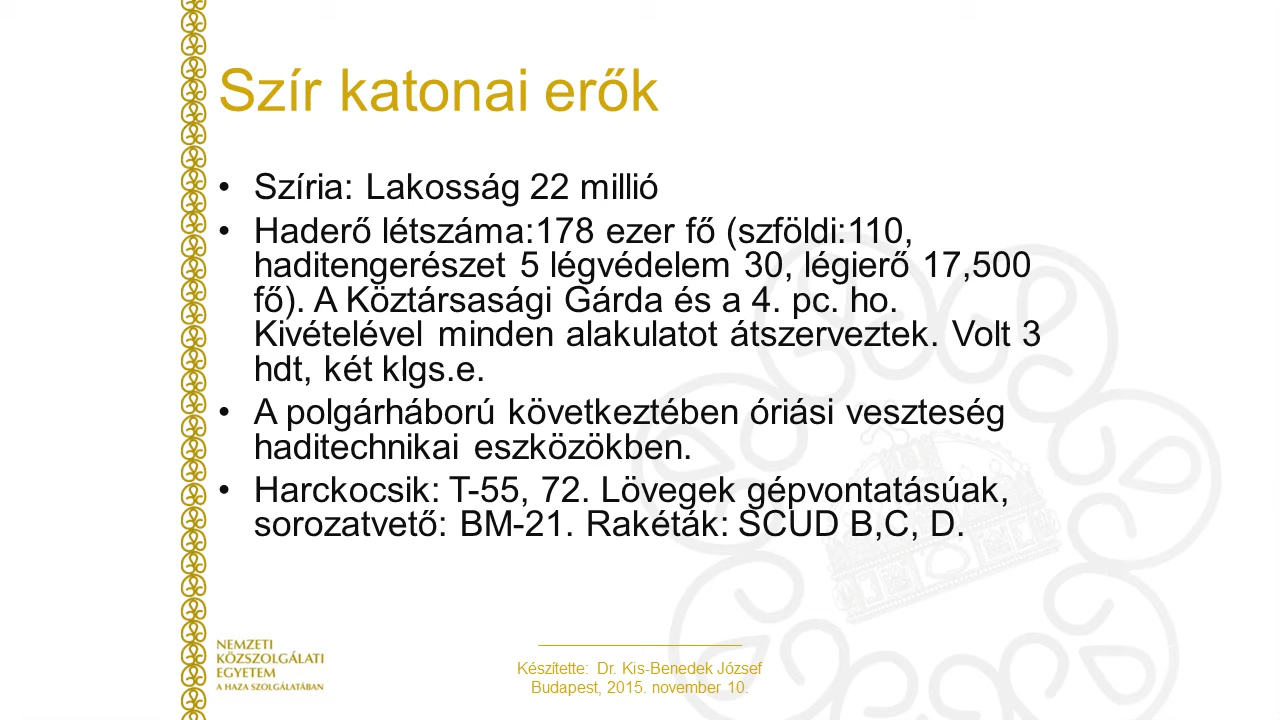 Szír katonai erők
• Szíria: Lakosság 22 millió
• Haderő létszáma:178 ezer fő (szföldi:110,
haditengerészet 5 légvédelem 30, légierő 17,500
fő). A Köztársasági Gárda és a 4. pc. ho.
Kivételével minden alakulatot átszerveztek. Volt 3
hdt, két klgs.e.
• A polgárháború következtében óriási veszteség
haditechnikai eszközökben.
• Harckocsik: T-55, 72. Lövegek gépvontatásúak,
sorozatvető: BM-21. Rakéták: SCUD B,C, D.
NEMZETI
KÖZSZOLGÁLATI
EGYETEM
A HAZA SZOLGÁLATÁBAN
Készítette: Dr. Kis-Benedek József
Budapest, 2015. november 10.